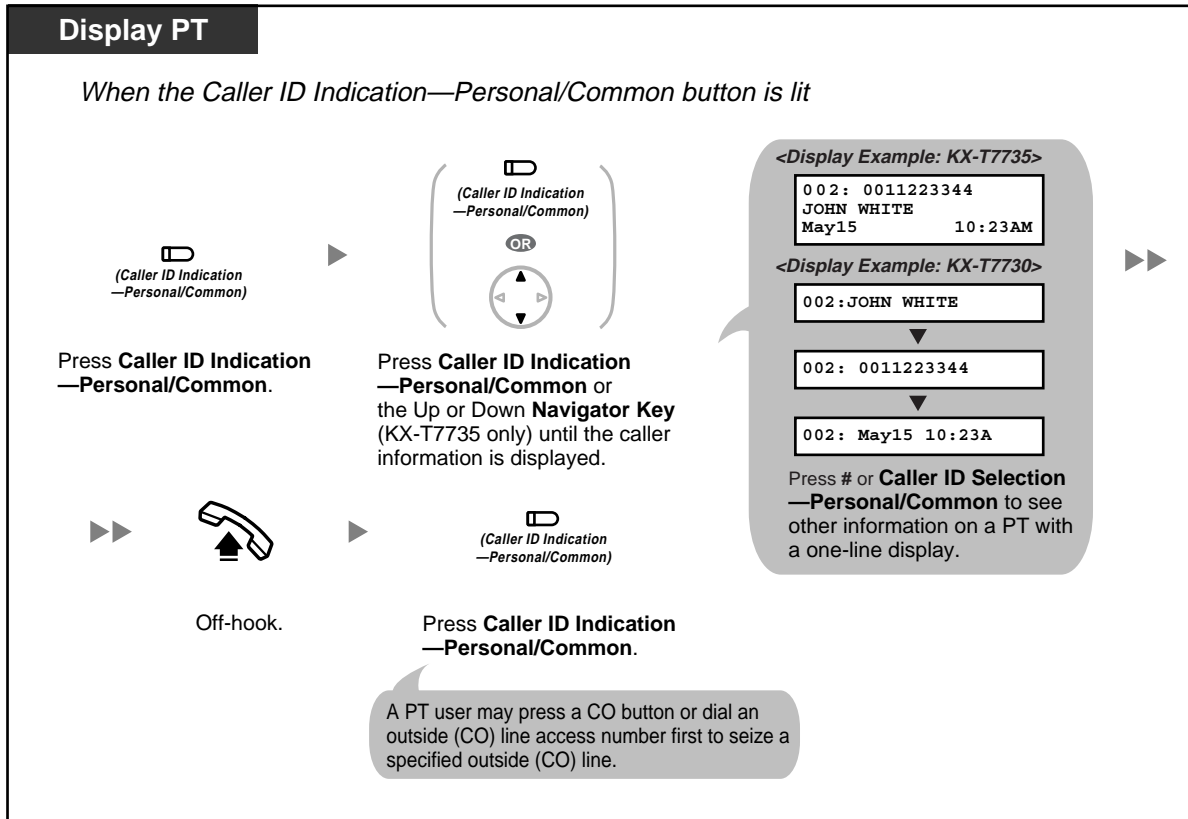 Display PT
When the Caller ID Indication—Personal/Common button is lit
(Caller ID Indication
—Personal/Common)
Press Caller ID Indication
—Personal/Common.
(Caller ID Indication
—Personal/Common)
OR
Press Caller ID Indication
—Personal/Common or
the Up or Down Navigator Key
(KX-T7735 only) until the caller
information is displayed.
<Display Example: KX-T7735>
002: 0011223344
JOHN WHITE
May15 10:23AM
<Display Example: KX-T7730>
002:JOHN WHITE
002: 0011223344
002: May15 10:23A
Press # or Caller ID Selection
—Personal/Common to see
other information on a PT with
a one-line display.
Off-hook.
(Caller ID Indication
—Personal/Common)
Press Caller ID Indication
—Personal/Common.
A PT user may press a CO button or dial an
outside (CO) line access number first to seize a
specified outside (CO) line.